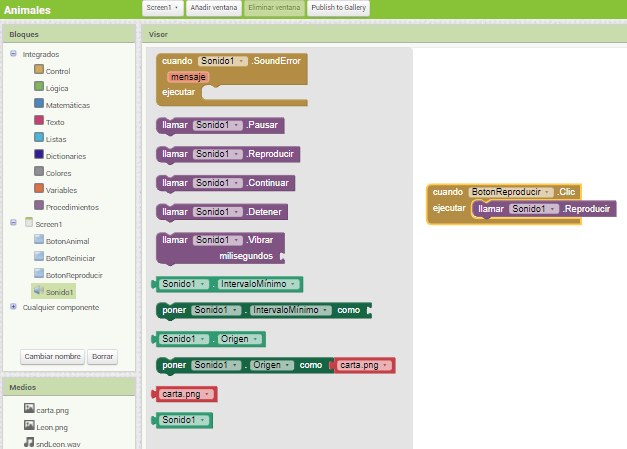 Animales
Screen1
Añadir ventana
Eliminar ventana
Publish to Gallery
Bloques
Integrados
Control
Lógica
Matemáticas
Texto
Listas
Dictionaries
Colores
Variables
Procedimientos
Screen1
BotonAnimal
BotonReiniciar
BotonReproducir
Sonido1
Cualquier componente
Cambiar nombre
Borrar
Medios
carta.png
Leon.png
sndLeon.wav
Visor
cuando Sonido1 .SoundError
mensaje
ejecutar
llamar Sonido1 .Pausar
llamar Sonido1 .Reproducir
llamar Sonido1 .Continuar
llamar Sonido1 .Detener
llamar Sonido1 .Vibrar
milisegundos
Sonido1 . IntervaloMínimo
poner Sonido1 . IntervaloMínimo como
Sonido1 . Origen
poner Sonido1 . Origen como carta.png
carta.png
Sonido1
cuando BotonReproducir .Clic
ejecutar llamar Sonido1 .Reproducir